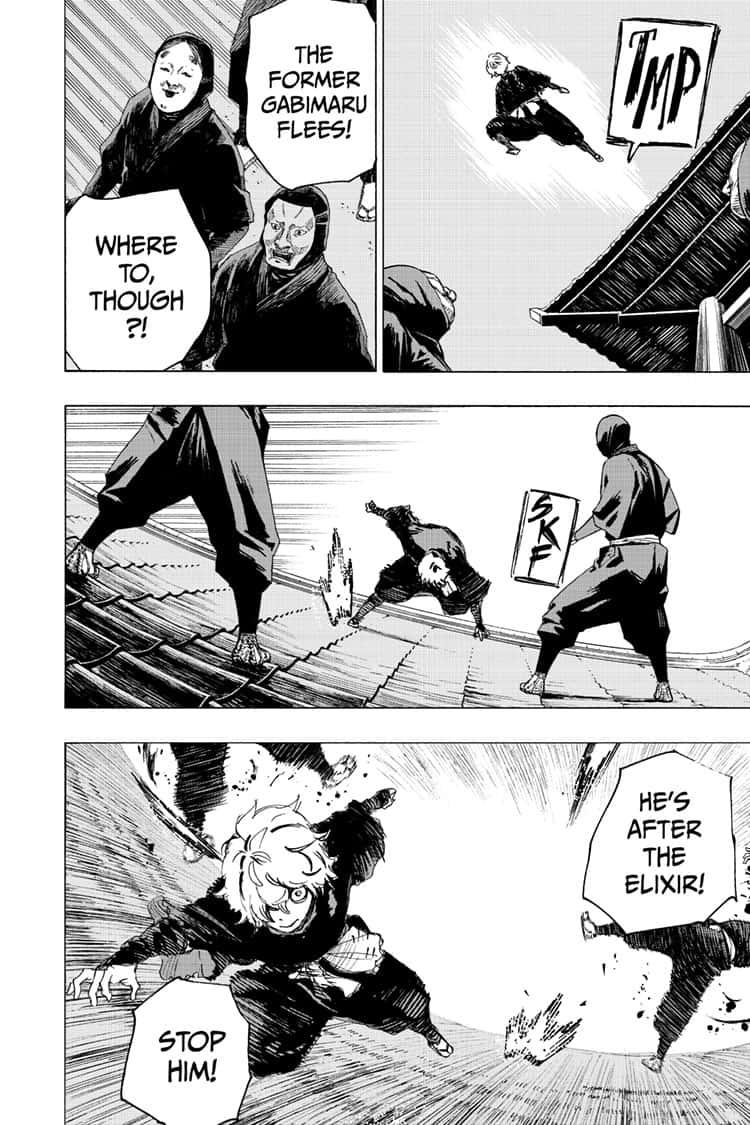 TMP
THE
FORMER
GABIMARU
FLEES!
WHERE
TO,
THOUGH
?!
SKF
HE'S
AFTER
THE
ELIXIR!
STOP
HIM!